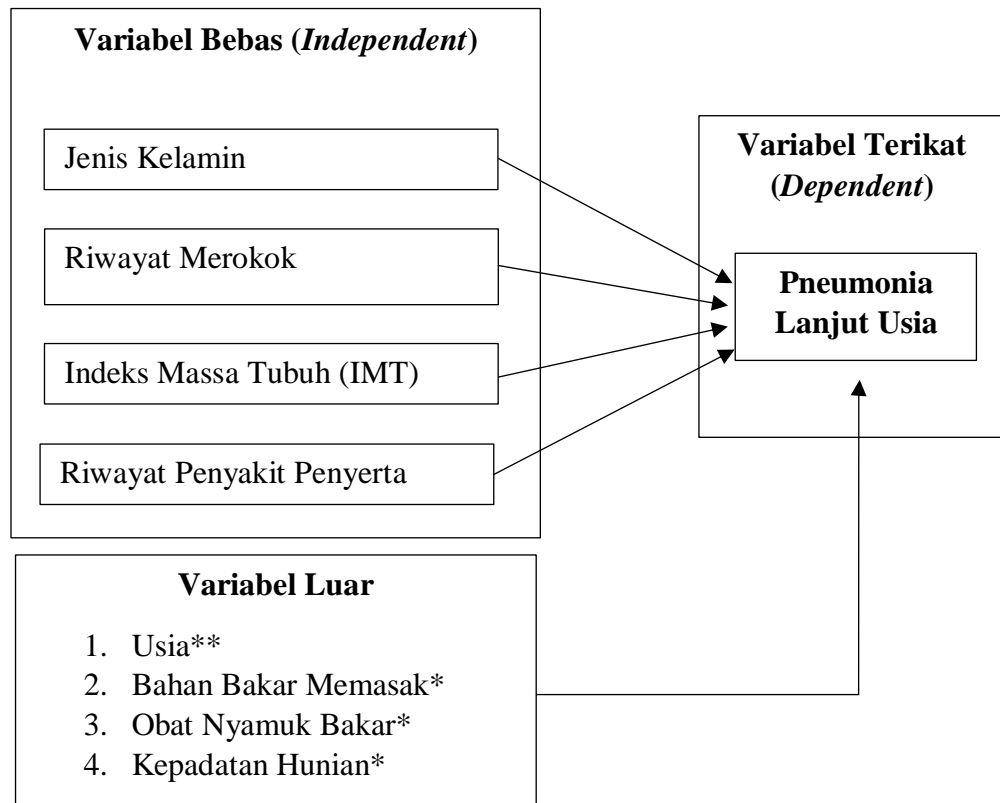 Variabel Bebas (Independent)
Jenis Kelamin
Riwayat Merokok
Indeks Massa Tubuh (IMT)
Riwayat Penyakit Penyerta
Variabel Terikat
(Dependent)
Pneumonia
Lanjut Usia
Variabel Luar
1. Usia**
2. Bahan Bakar Memasak*
3. Obat Nyamuk Bakar*
4. Kepadatan Hunian*